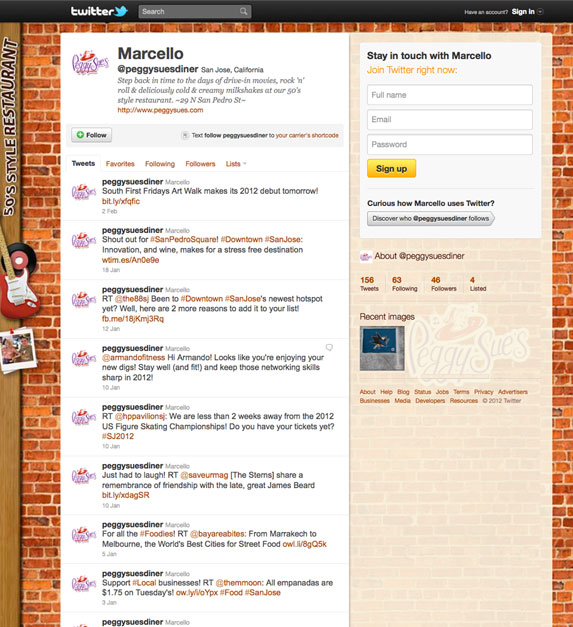 twitter
Search
Have an account? Sign in
50'S STYLE RESTAURANT
Peggy Sue's
Marcello
@peggysuesdiner San Jose, California
Step back in time to the days of drive-in movies, rock 'n'
roll & deliciously cold & creamy milkshakes at our 50's
style restaurant. ~29 N San Pedro St~
http://www.peggysues.com
Follow
Text follow peggysuesdiner to your carrier's shortcode
Tweets Favorites Following Followers Lists
peggysuesdiner Marcello
South First Fridays Art Walk makes its 2012 debut tomorrow!
bit.ly/xfqfic
2 Feb
peggysuesdiner Marcello
Shout out for #SanPedroSquare! #Downtown #SanJose:
innovation, and wine, makes for a stress free destination
wtim.es/An0e9e
18 Jan
peggysuesdiner Marcello
RT @the88sj Been to #Downtown #SanJose's newest hotspot
yet? Well, here are 2 more reasons to add it to your list!
fb.me/18jKmj3Rq
12 Jan
peggysuesdiner Marcello
@armandofitness Hi Armando! Looks like you're enjoying your
new digs! Stay well (and fit!) and keep those networking skills
sharp in 2012!
10 Jan
peggysuesdiner Marcello
RT @hppavilionsj: We are less than 2 weeks away from the 2012
US Figure Skating Championships! Do you have your tickets yet?
#SJ2012
10 Jan
peggysuesdiner Marcello
Just had to laugh! RT @saveurmag [The Sterns] share a
remembrance of friendship with the late, great James Beard
bit.ly/xdagSR
10 Jan
peggysuesdiner Marcello
For all the #Foodies! RT @bayareabites: From Marrakech to
Melbourne, the World's Best Cities for Street Food owl.li/8gQ5k
5 Jan
peggysuesdiner Marcello
Support #Local businesses! RT @themmoon: All empanadas are
$1.75 on Tuesday's! ow.ly/i/oYpx #Food #SanJose
3 Jan
peggysuesdiner Marcello
Stay in touch with Marcello
Join Twitter right now:
Full name
Email
Password
Sign up
Curious how Marcello uses Twitter?
Discover who @peggysuesdiner follows
About @peggysuesdiner
156 63 46 4
Tweets Following Followers Listed
Recent images
Peggy Sue's
About Help Blog Status Jobs Terms Privacy Advertisers
Businesses Media Developers Resources © 2012 Twitter